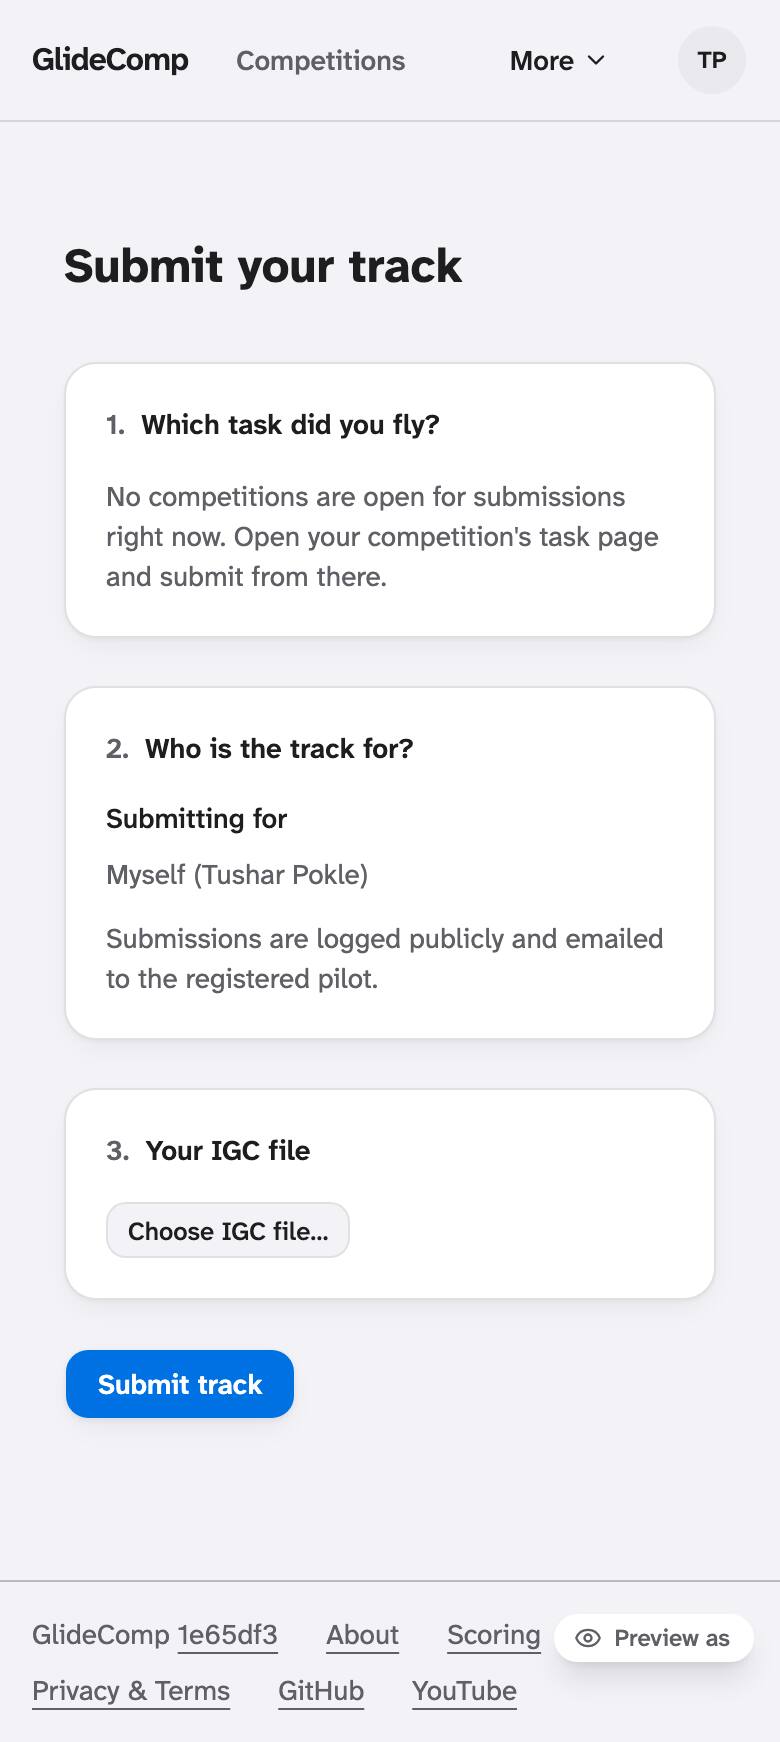 GlideComp Competitions More TP
Submit your track
1. Which task did you fly?
No competitions are open for submissions
right now. Open your competition's task page
and submit from there.
2. Who is the track for?
Submitting for
Myself (Tushar Pokle)
Submissions are logged publicly and emailed
to the registered pilot.
3. Your IGC file
Choose IGC file...
Submit track
GlideComp 1e65df3 About Scoring Preview as
Privacy & Terms GitHub YouTube